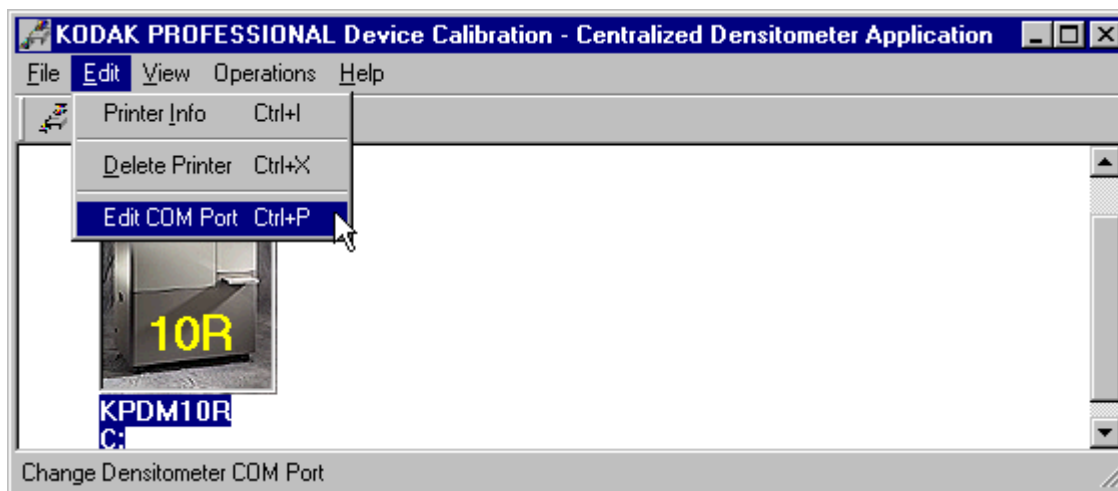 KODAK PROFESSIONAL Device Calibration - Centralized Densitometer Application
File Edit View Operations Help
Printer Info Ctrl+I
Delete Printer Ctrl+X
Edit COM Port Ctrl+P
10R
KPDM10R
C:
Change Densitometer COM Port